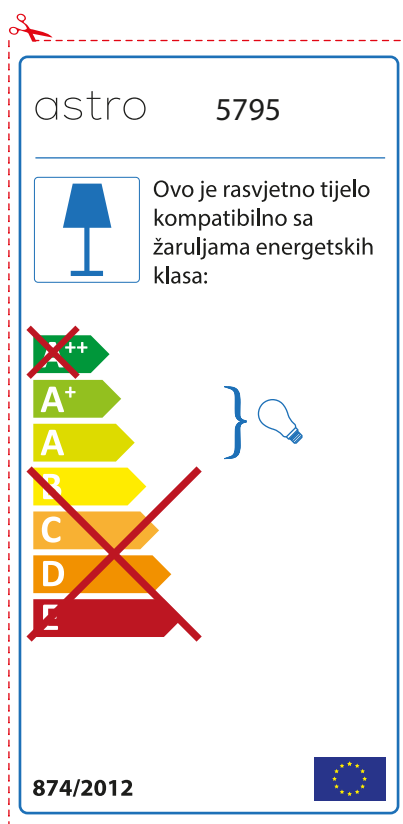 astro 5795
Ovo je rasvjetno tijelo
kompatibilno sa
žaruljama energetskih
klasa:
A++
A+
A
B
C
D
E
874/2012